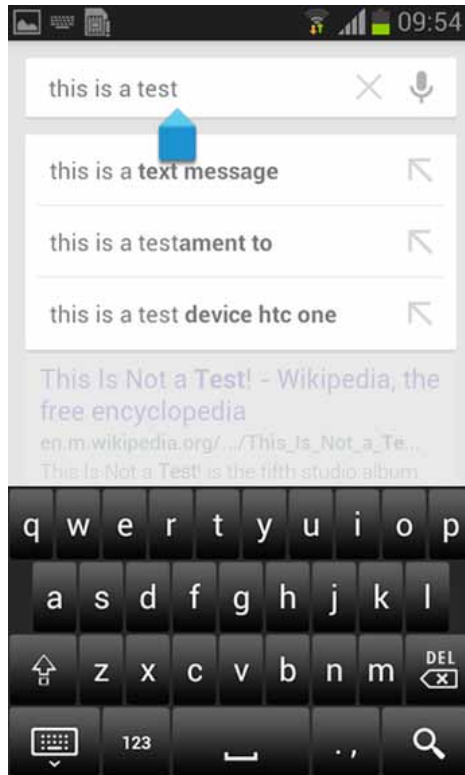 09:54
this is a test
this is a text message
this is a testament to
this is a test device htc one
This Is Not a Test! - Wikipedia, the
free encyclopedia
en.m.wikipedia.org/.../This_Is_Not_a_Te...
This Is Not a Test! is the fifth studio album
q w e r t y u i o p
a s d f g h j k l
z x c v b n m DEL
123 . ,